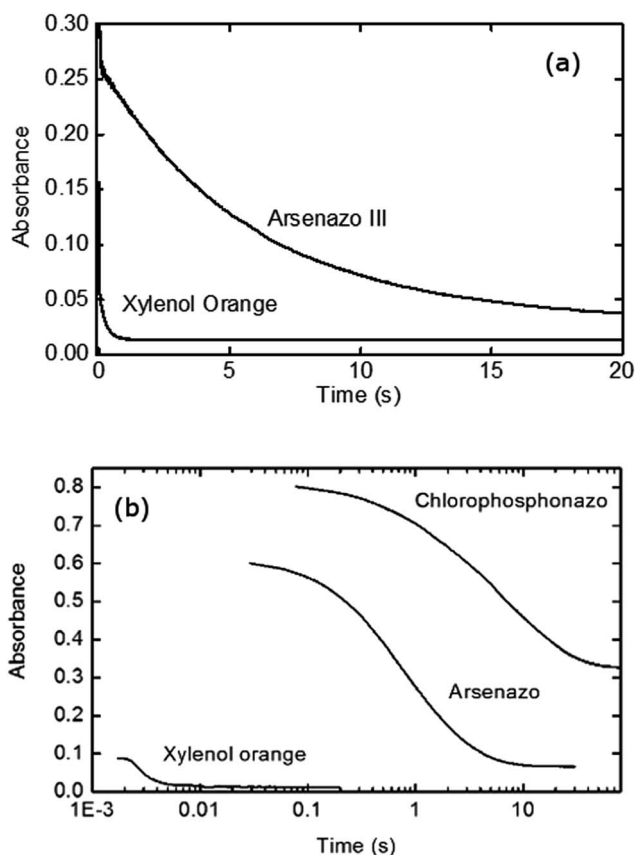 0.30
(a)
0.25
0.20
Absorbance
0.15
Arsenazo III
0.10
Xylenol Orange
0.05
0.00
0 5 10 15 20
Time (s)
0.8
(b)
Chlorophosphonazo
0.7
0.6
0.5
Absorbance
0.4
0.3
Arsenazo
0.2
Xylenol orange
0.1
0.0
1E-3 0.01 0.1 1 10
Time (s)